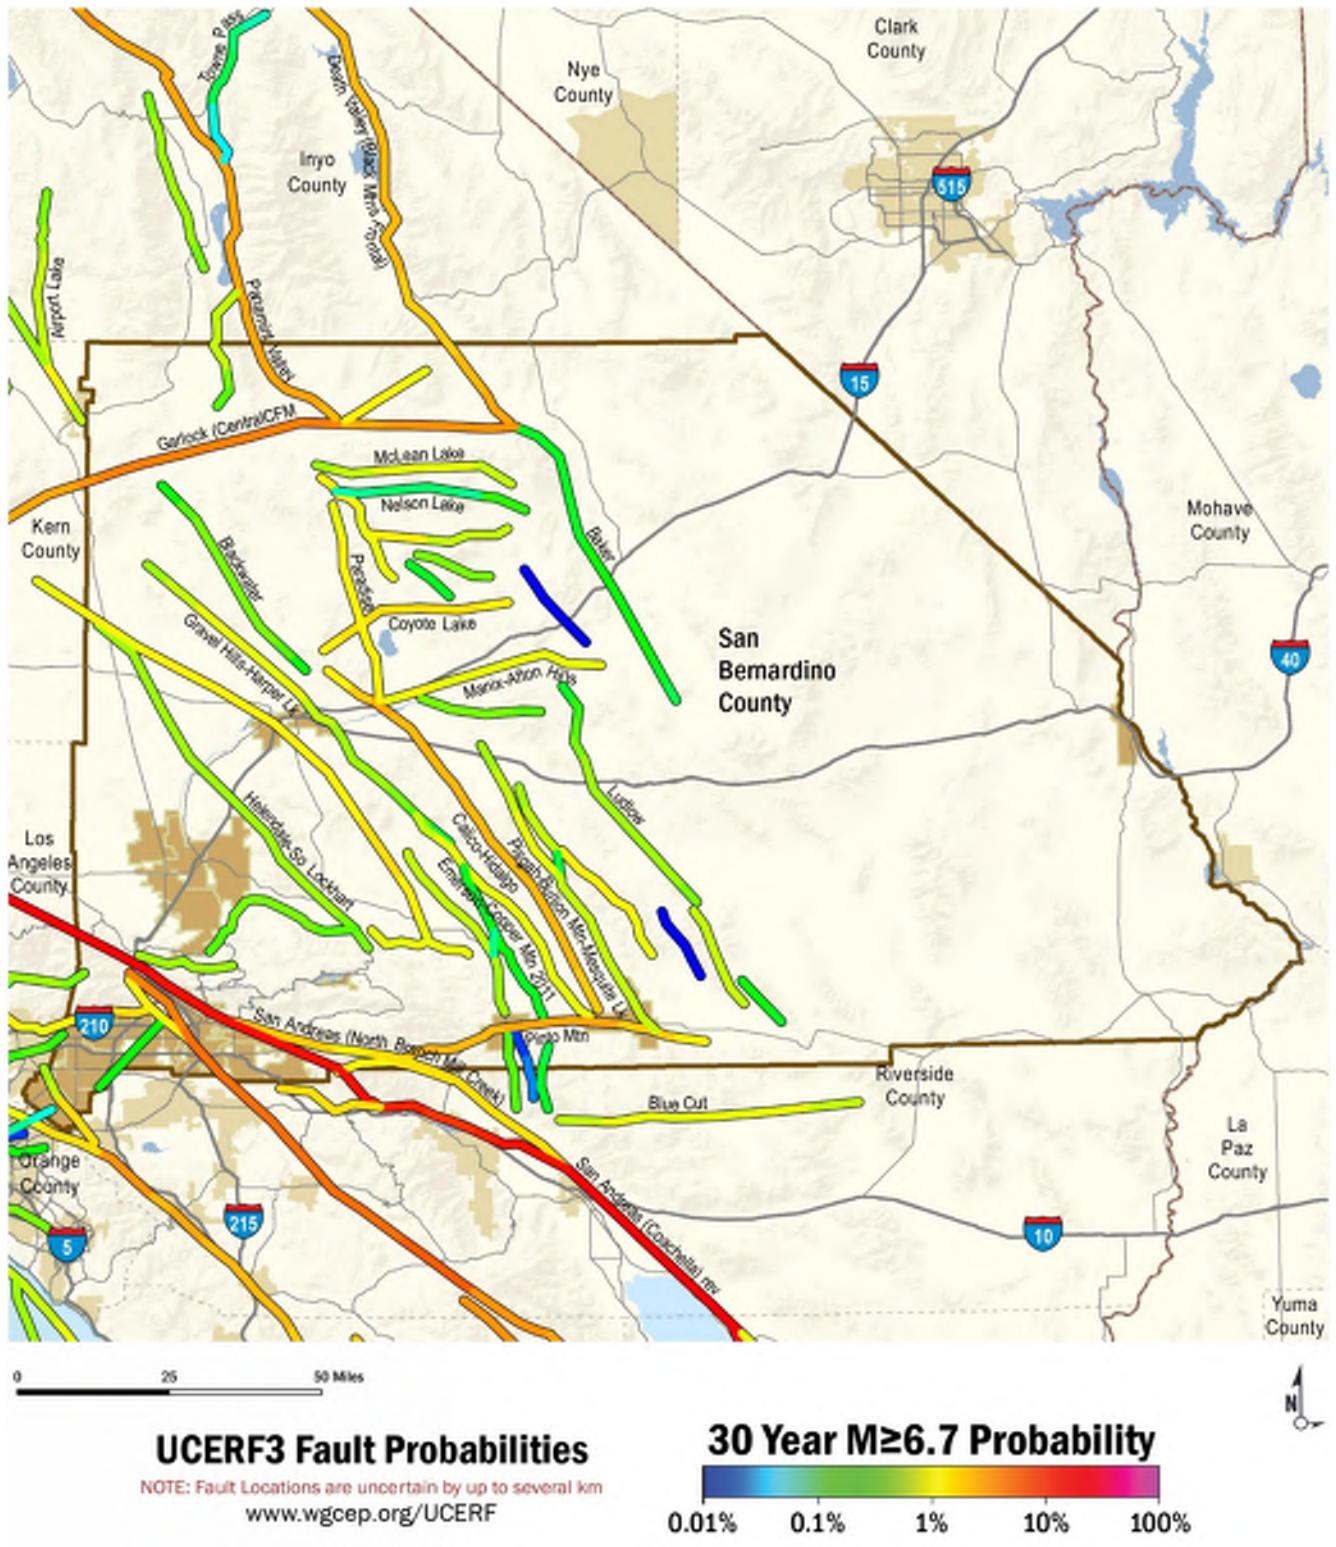 Clark
County
Nye
County
Towne Pass
Inyo
County
Death Valley (Black Mtns Frontal)
515
Airport Lake
Panamint Valley
15
Garlock (CentralCFM
McLean Lake
Nelson Lake
Kern
County
Mohave
County
Blackwater
Paradise
Baker
Coyote Lake
Gravel Hills-Harper Lk
San
Bernardino
County
40
Manix-Afton Hills
Ludlow
Helendale-So. Lockhart
Calico-Hidalgo
Los
Angeles
County
Pisgah-Bullion Mtn-Mesquite Lk
Emerson-Copper Mtn 2011
210
San Andreas (North Branch Mill Creek)
Pinto Mtn
Riverside
County
Blue Cut
La
Paz
County
Orange
County
San Andreas (Coachella) rev
215
5
10
Yuma
County
0 25 50 Miles
N
UCERF3 Fault Probabilities
NOTE: Fault Locations are uncertain by up to several km
www.wgcep.org/UCERF
30 Year M≥6.7 Probability
0.01% 0.1% 1% 10% 100%